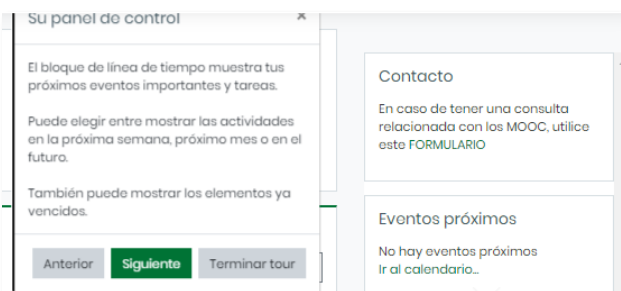 Su panel de control
×
El bloque de línea de tiempo muestra tus
próximos eventos importantes y tareas.
Puede elegir entre mostrar las actividades
en la próxima semana, próximo mes o en el
futuro.
También puede mostrar los elementos ya
vencidos.
Anterior
Siguiente
Terminar tour
Contacto
En caso de tener una consulta
relacionada con los MOOC, utilice
este FORMULARIO
Eventos próximos
No hay eventos próximos
Ir al calendario...